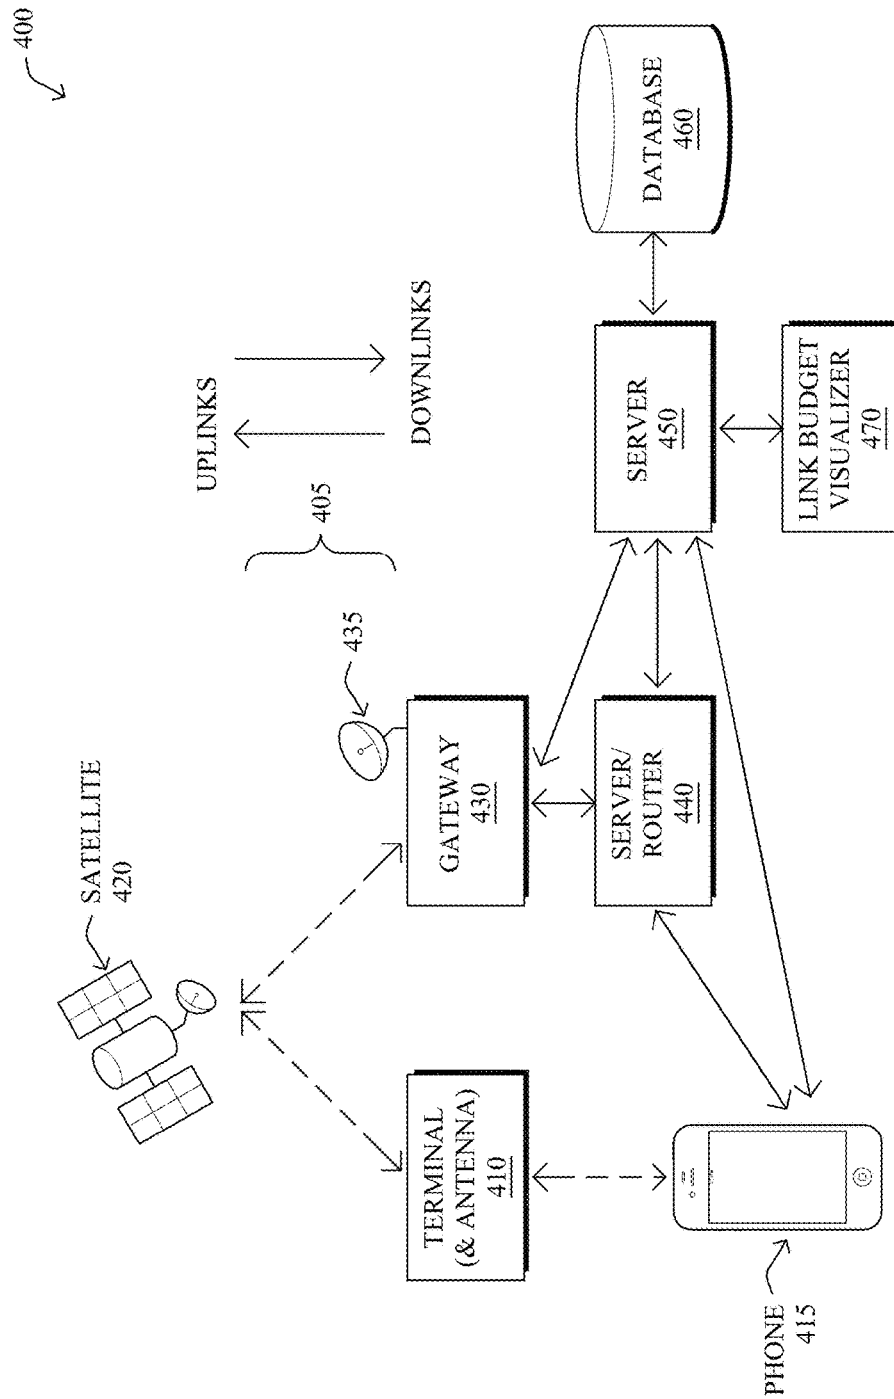 400
SATELLITE
420
UPLINKS
DOWNLINKS
405
435
TERMINAL
(& ANTENNA)
410
GATEWAY
430
PHONE
415
SERVER/
ROUTER
440
SERVER
450
DATABASE
460
LINK BUDGET
VISUALIZER
470